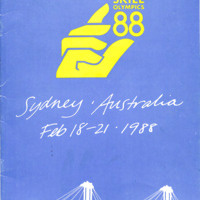 SKILL
OLYMPICS
88
Sydney · Australia
Feb 18-21 · 1988